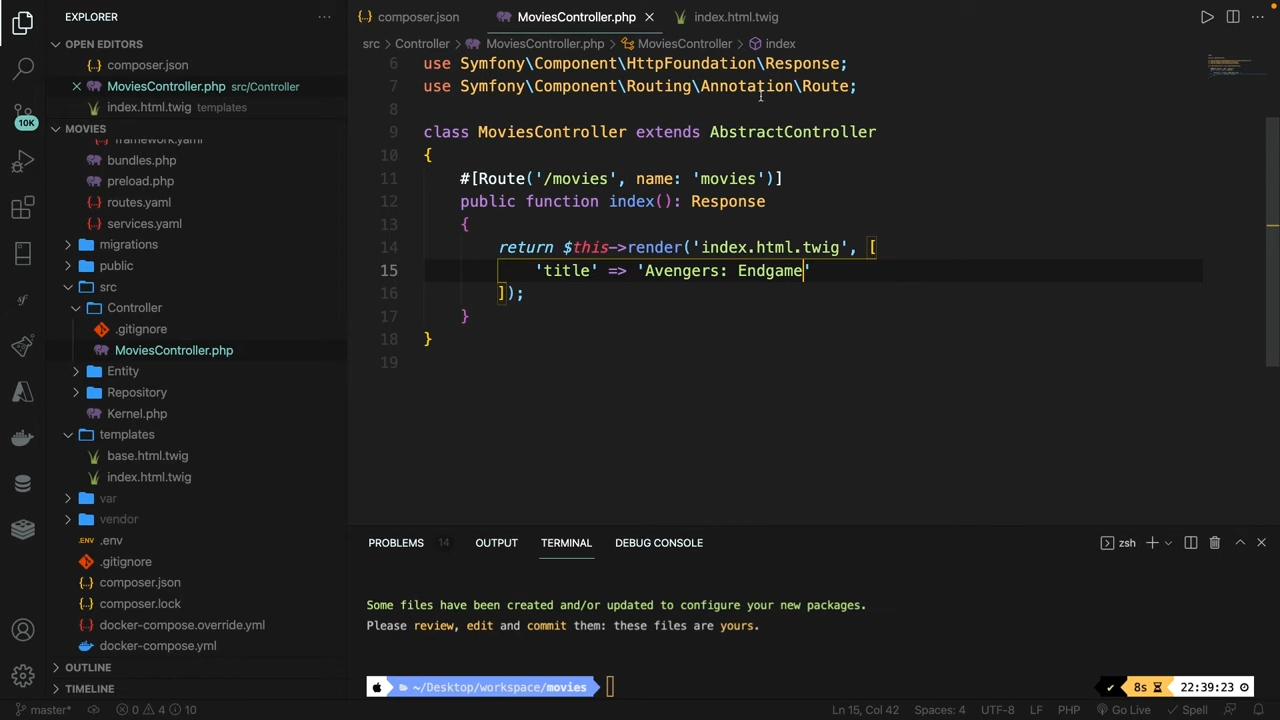 EXPLORER
OPEN EDITORS
composer.json
MoviesController.php src/Controller
index.html.twig templates
MOVIES
framework.yaml
bundles.php
preload.php
routes.yaml
services.yaml
migrations
public
src
Controller
.gitignore
MoviesController.php
Entity
Repository
Kernel.php
templates
base.html.twig
index.html.twig
var
vendor
.env
.gitignore
composer.json
composer.lock
docker-compose.override.yml
docker-compose.yml
OUTLINE
TIMELINE
10K
composer.json MoviesController.php index.html.twig
src > Controller > MoviesController.php > MoviesController > index
6 use Symfony\Component\HttpFoundation\Response;
7 use Symfony\Component\Routing\Annotation\Route;
8
9 class MoviesController extends AbstractController
10 {
11 #[Route('/movies', name: 'movies')]
12 public function index(): Response
13 {
14 return $this->render('index.html.twig', [
15 'title' => 'Avengers: Endgame'
16 ]);
17 }
18 }
19
PROBLEMS 14 OUTPUT TERMINAL DEBUG CONSOLE zsh
Some files have been created and/or updated to configure your new packages.
Please review, edit and commit them: these files are yours.
~/Desktop/workspace/movies 8s 22:39:23
master* 0 4 10 Ln 15, Col 42 Spaces: 4 UTF-8 LF PHP Go Live Spell